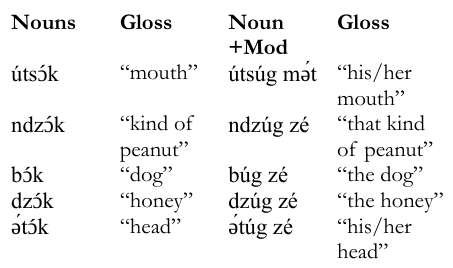 Nouns Gloss Noun Gloss
+Mod
útsɔ́k “mouth” útsúg mə́t “his/her
mouth”
ndzɔ́k “kind of ndzúg zé “that kind
peanut” of peanut”
bɔ́k “dog” búg zé “the dog”
dzɔ́k “honey” dzúg zé “the honey”
ə́tɔ́k “head” ə́túg zé “his/her
head”